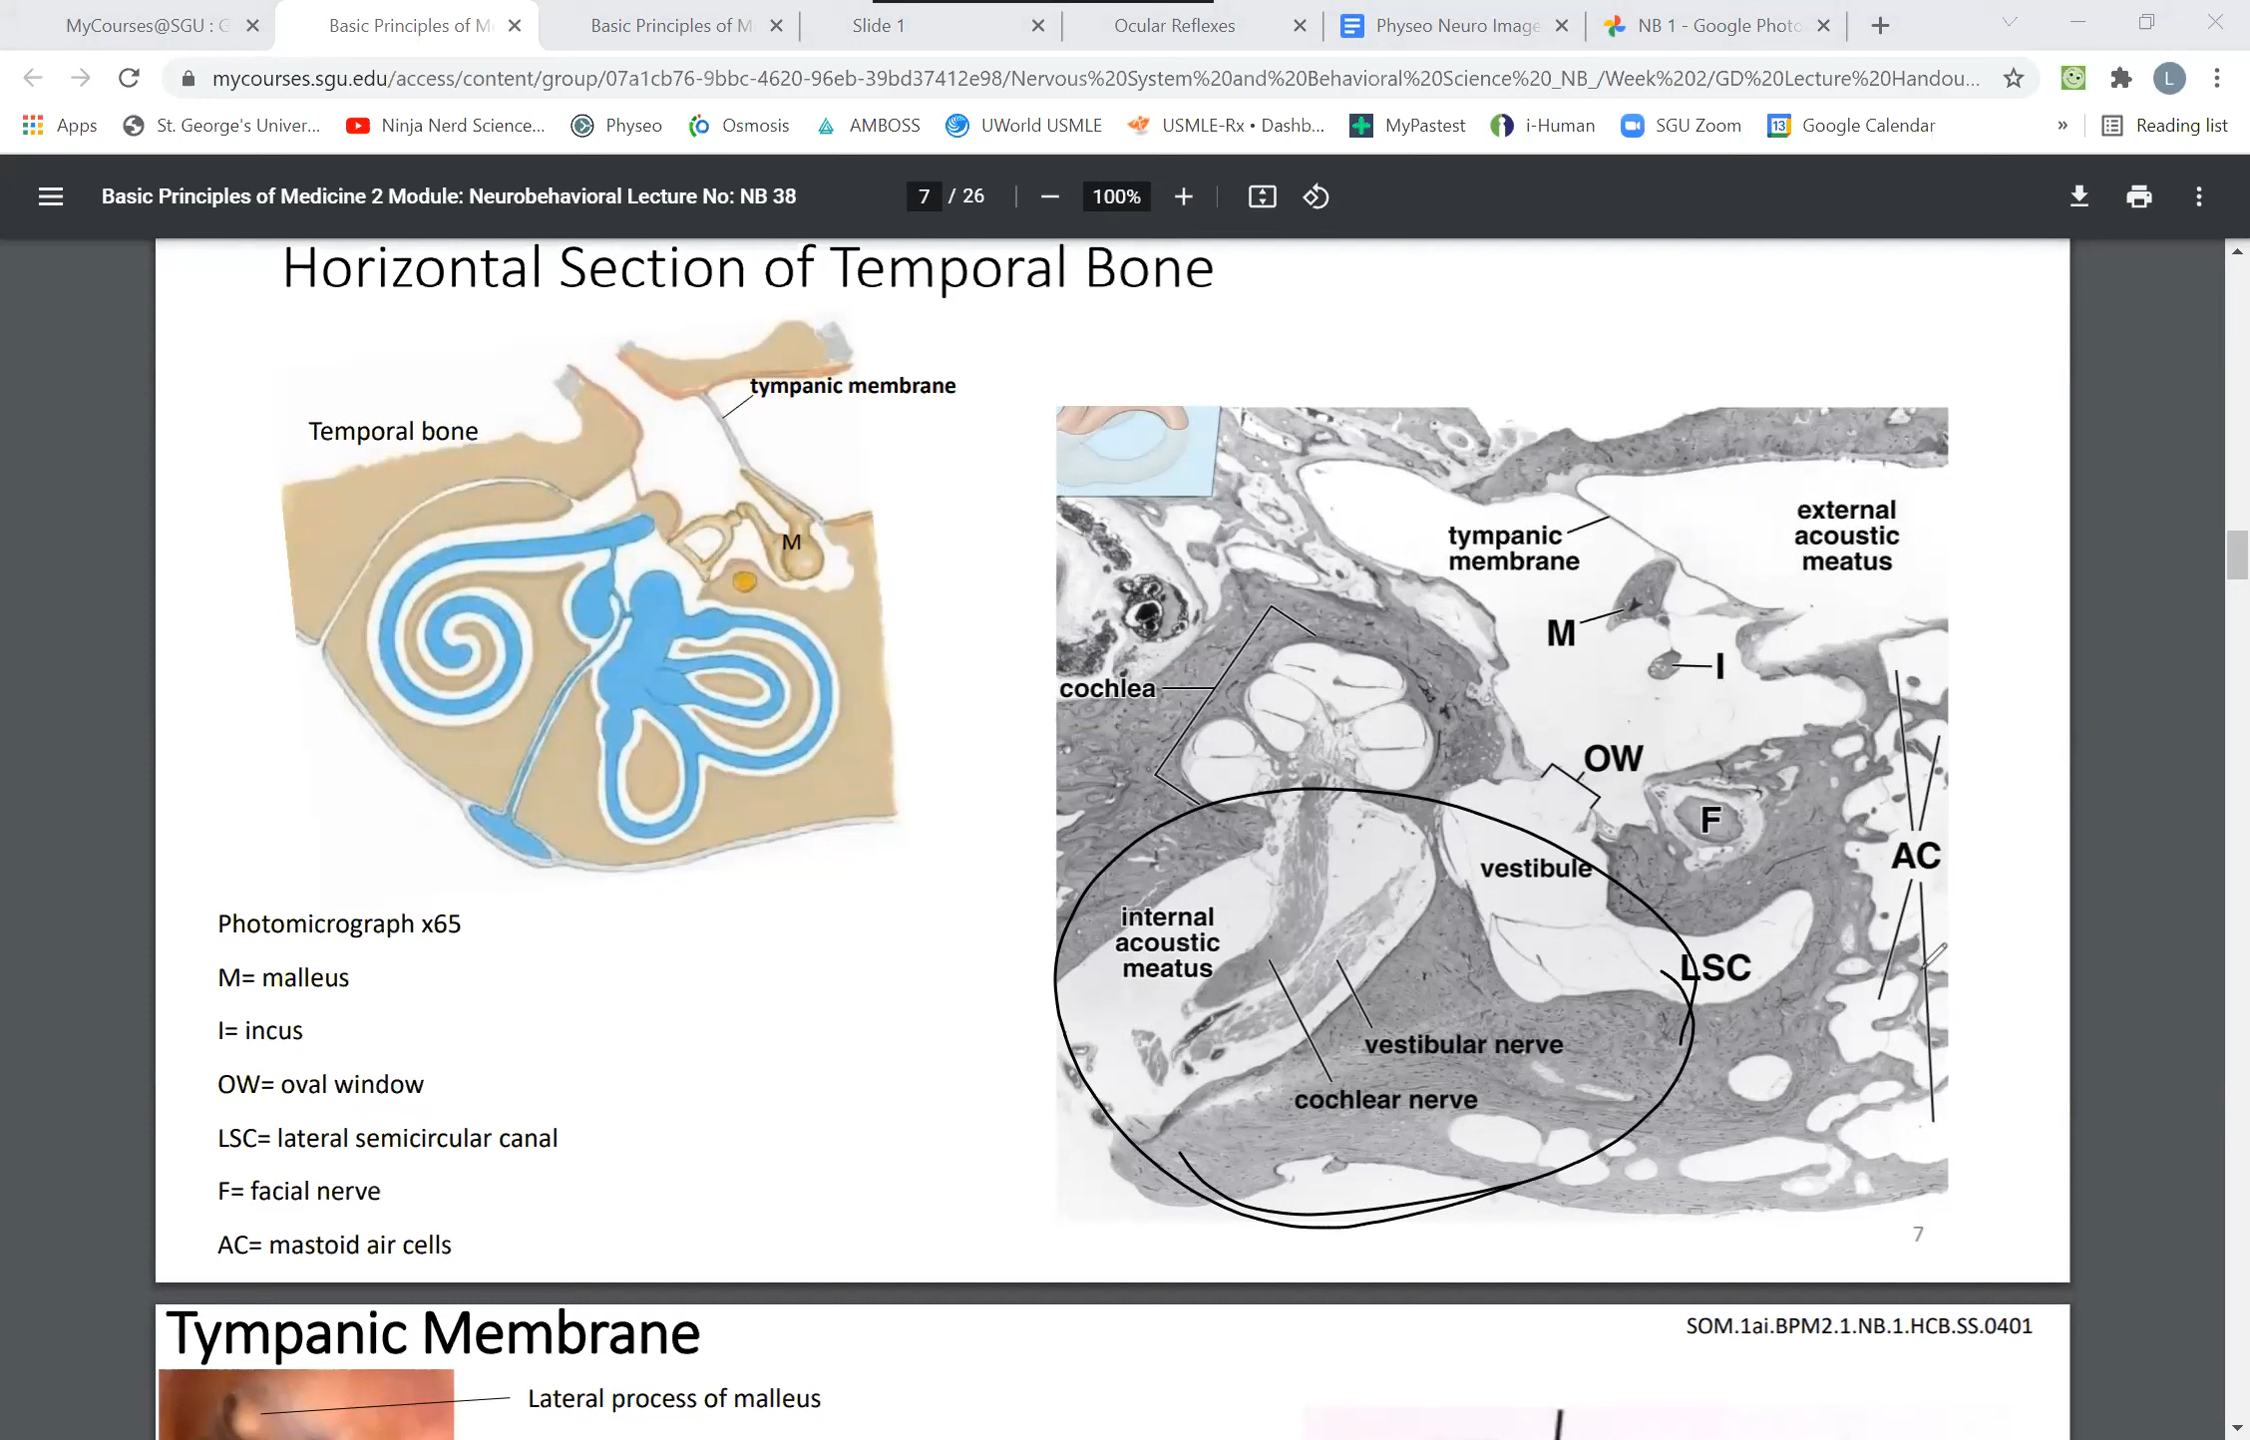 MyCourses@SGU : G
Basic Principles of M
Basic Principles of M
Slide 1
Ocular Reflexes
Physeo Neuro Image
NB 1 - Google Photo
mycourses.sgu.edu/access/content/group/07a1cb76-9bbc-4620-96eb-39bd37412e98/Nervous%20System%20and%20Behavioral%20Science%20_NB_/Week%202/GD%20Lecture%20Handou...
L
Apps
St. George's Univer...
Ninja Nerd Science...
Physeo
Osmosis
AMBOSS
UWorld USMLE
USMLE-Rx • Dashb...
MyPastest
i-Human
SGU Zoom
13
Google Calendar
»
Reading list
Basic Principles of Medicine 2 Module: Neurobehavioral Lecture No: NB 38
7 / 26
100%
Horizontal Section of Temporal Bone
tympanic membrane
Temporal bone
M
Photomicrograph x65
M= malleus
I= incus
OW= oval window
LSC= lateral semicircular canal
F= facial nerve
AC= mastoid air cells
external
acoustic
meatus
tympanic
membrane
M
I
cochlea
OW
F
AC
vestibule
internal
acoustic
meatus
LSC
vestibular nerve
cochlear nerve
7
Tympanic Membrane
SOM.1ai.BPM2.1.NB.1.HCB.SS.0401
Lateral process of malleus